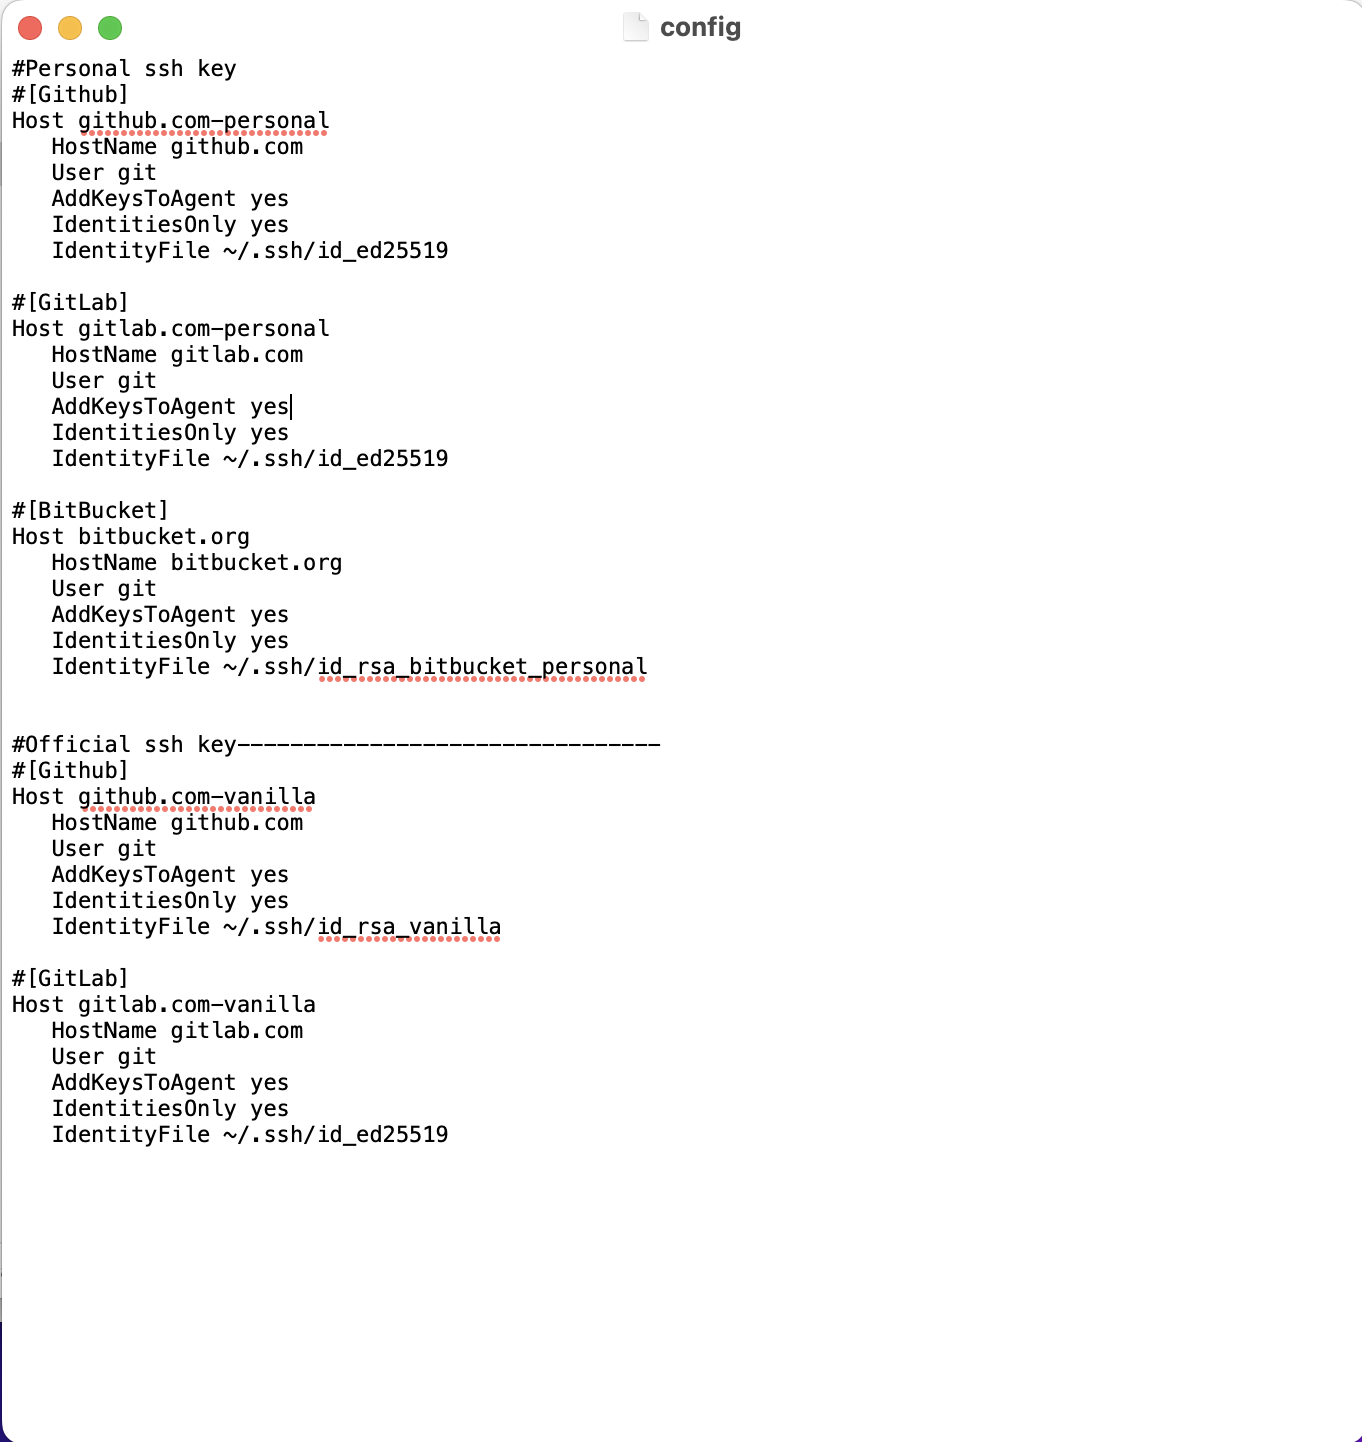 config
#Personal ssh key
#[Github]
Host github.com-personal
   HostName github.com
   User git
   AddKeysToAgent yes
   IdentitiesOnly yes
   IdentityFile ~/.ssh/id_ed25519

#[GitLab]
Host gitlab.com-personal
   HostName gitlab.com
   User git
   AddKeysToAgent yes
   IdentitiesOnly yes
   IdentityFile ~/.ssh/id_ed25519

#[BitBucket]
Host bitbucket.org
   HostName bitbucket.org
   User git
   AddKeysToAgent yes
   IdentitiesOnly yes
   IdentityFile ~/.ssh/id_rsa_bitbucket_personal


#Official ssh key--------------------------------
#[Github]
Host github.com-vanilla
   HostName github.com
   User git
   AddKeysToAgent yes
   IdentitiesOnly yes
   IdentityFile ~/.ssh/id_rsa_vanilla

#[GitLab]
Host gitlab.com-vanilla
   HostName gitlab.com
   User git
   AddKeysToAgent yes
   IdentitiesOnly yes
   IdentityFile ~/.ssh/id_ed25519